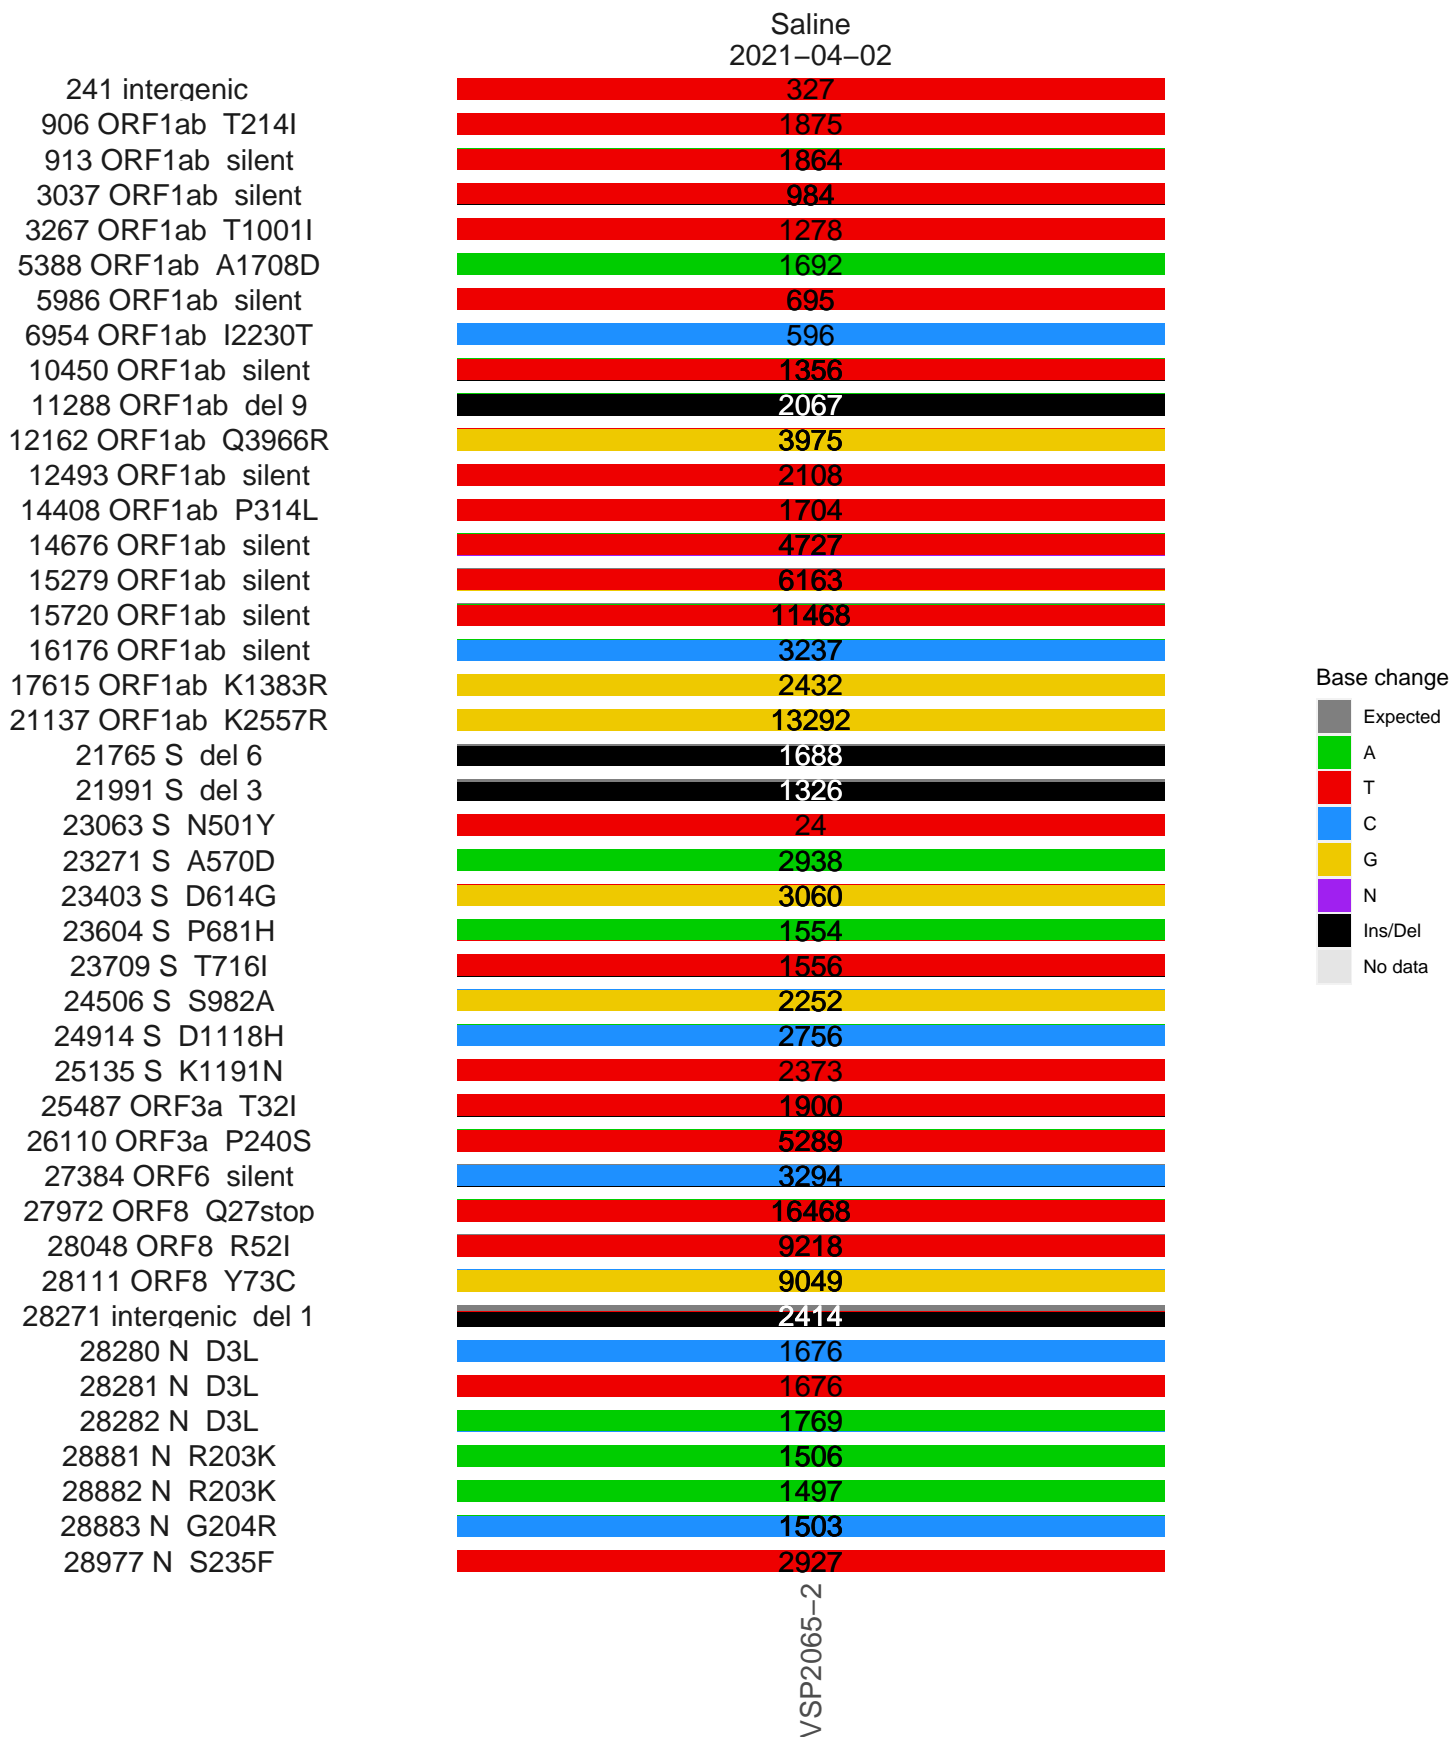 Saline
2021−04−02
241 intergenic 327
906 ORF1ab T214I 1875
913 ORF1ab silent 1864
3037 ORF1ab silent 984
3267 ORF1ab T1001I 1278
5388 ORF1ab A1708D 1692
5986 ORF1ab silent 695
6954 ORF1ab I2230T 596
10450 ORF1ab silent 1356
11288 ORF1ab del 9 2067
12162 ORF1ab Q3966R 3975
12493 ORF1ab silent 2108
14408 ORF1ab P314L 1704
14676 ORF1ab silent 4727
15279 ORF1ab silent 6163
15720 ORF1ab silent 11468
16176 ORF1ab silent 3237
17615 ORF1ab K1383R 2432
21137 ORF1ab K2557R 13292
21765 S del 6 1688
21991 S del 3 1326
23063 S N501Y 24
23271 S A570D 2938
23403 S D614G 3060
23604 S P681H 1554
23709 S T716I 1556
24506 S S982A 2252
24914 S D1118H 2756
25135 S K1191N 2373
25487 ORF3a T32I 1900
26110 ORF3a P240S 5289
27384 ORF6 silent 3294
27972 ORF8 Q27stop 16468
28048 ORF8 R52I 9218
28111 ORF8 Y73C 9049
28271 intergenic del 1 2414
28280 N D3L 1676
28281 N D3L 1676
28282 N D3L 1769
28881 N R203K 1506
28882 N R203K 1497
28883 N G204R 1503
28977 N S235F 2927
VSP2065−2
Base change
Expected
A
T
C
G
N
Ins/Del
No data